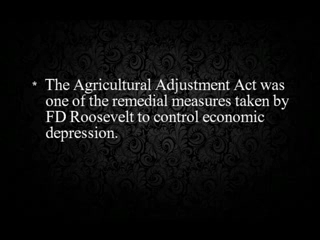 * The Agricultural Adjustment Act was
one of the remedial measures taken by
FD Roosevelt to control economic
depression.